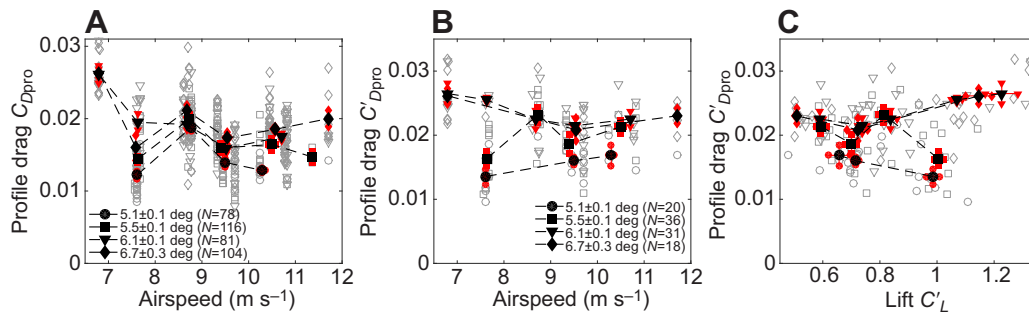 A
Profile drag C_Dpro
0.03
0.02
0.01
0
7 8 9 10 11 12
Airspeed (m s⁻¹)
5.1±0.1 deg (N=78)
5.5±0.1 deg (N=116)
6.1±0.1 deg (N=81)
6.7±0.3 deg (N=104)
B
Profile drag C′_Dpro
0.03
0.02
0.01
0
7 8 9 10 11 12
Airspeed (m s⁻¹)
5.1±0.1 deg (N=20)
5.5±0.1 deg (N=36)
6.1±0.1 deg (N=31)
6.7±0.3 deg (N=18)
C
Profile drag C′_Dpro
0.03
0.02
0.01
0
0.6 0.8 1 1.2
Lift C′_L